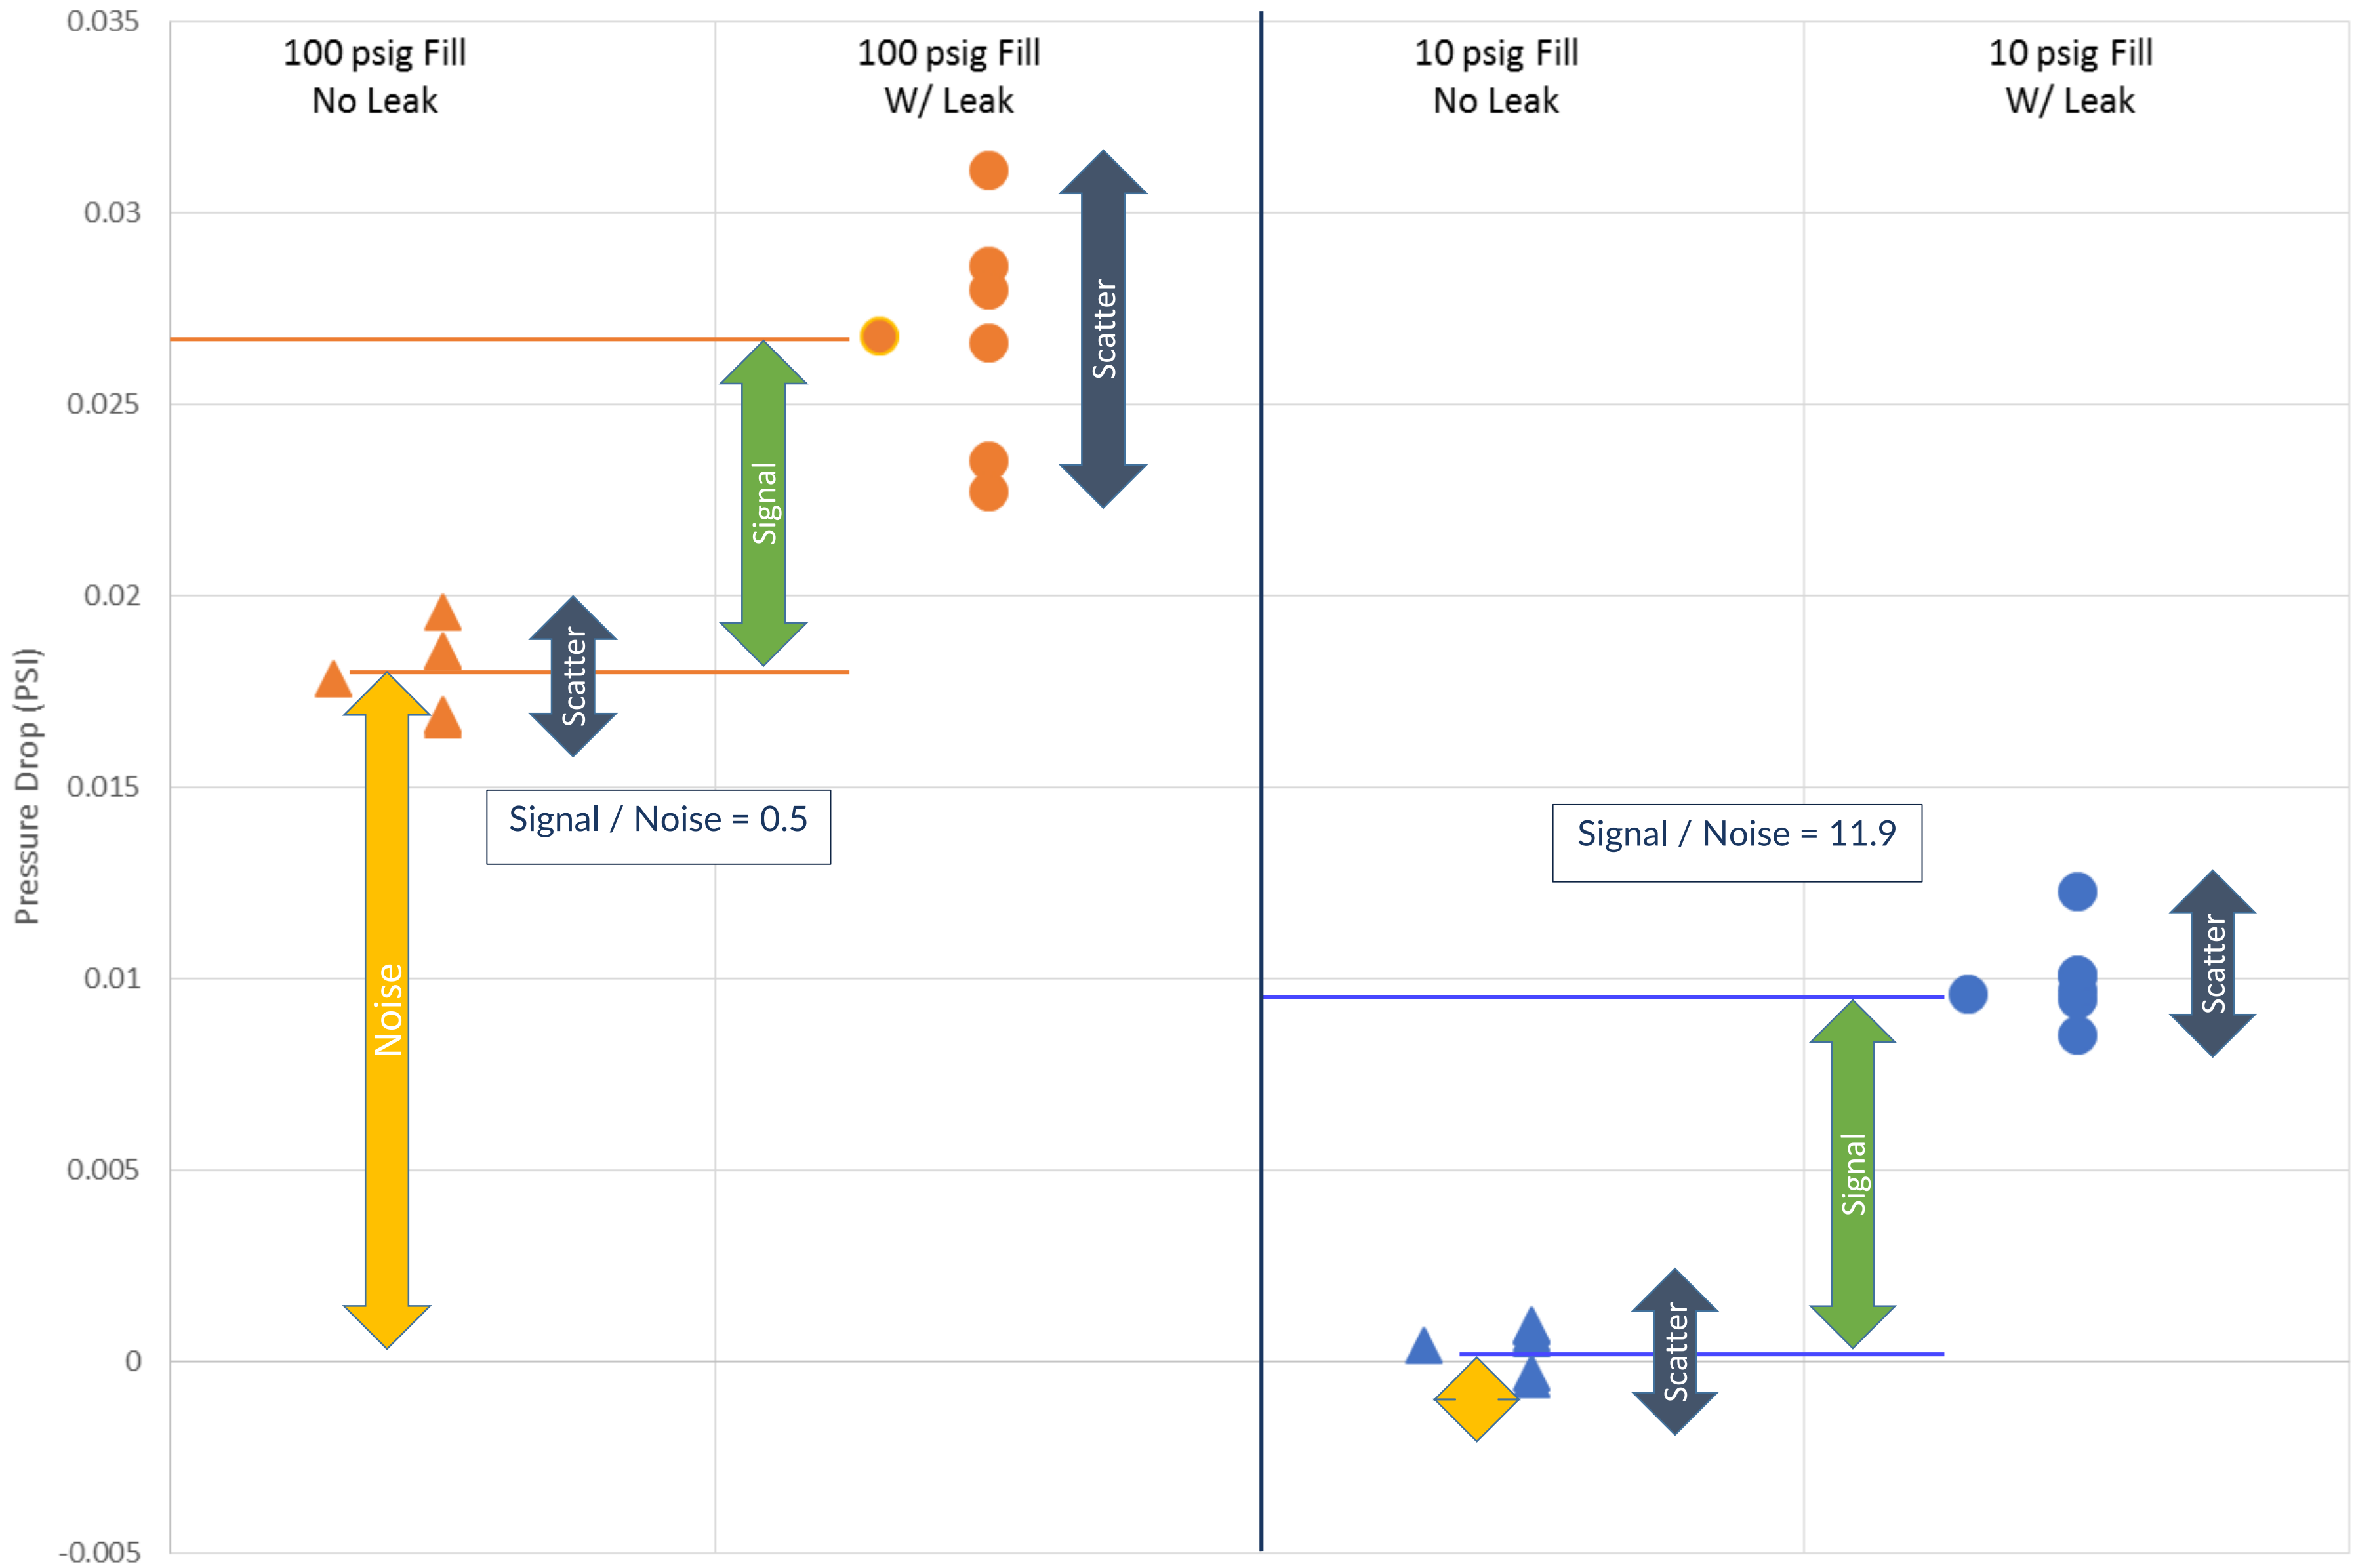 100 psig Fill
No Leak
100 psig Fill
W/ Leak
10 psig Fill
No Leak
10 psig Fill
W/ Leak
Pressure Drop (PSI)
0.035
0.03
0.025
0.02
0.015
0.01
0.005
0
-0.005
Noise
Scatter
Signal
Scatter
Signal / Noise = 0.5
Signal / Noise = 11.9
Scatter
Signal
Scatter